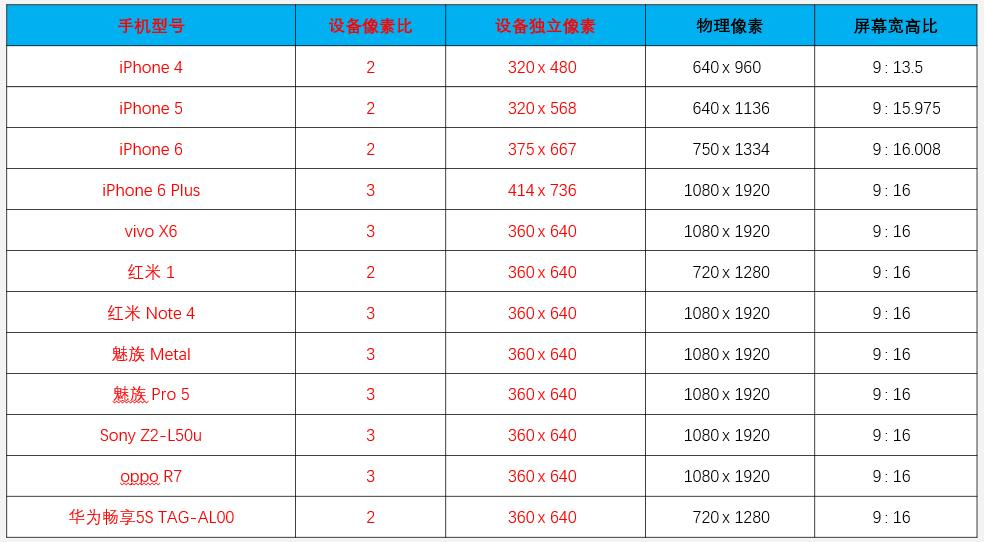 手机型号 设备像素比 设备独立像素 物理像素 屏幕宽高比
iPhone 4 2 320 x 480 640 x 960 9 : 13.5
iPhone 5 2 320 x 568 640 x 1136 9 : 15.975
iPhone 6 2 375 x 667 750 x 1334 9 : 16.008
iPhone 6 Plus 3 414 x 736 1080 x 1920 9 : 16
vivo X6 3 360 x 640 1080 x 1920 9 : 16
红米 1 2 360 x 640 720 x 1280 9 : 16
红米 Note 4 3 360 x 640 1080 x 1920 9 : 16
魅族 Metal 3 360 x 640 1080 x 1920 9 : 16
魅族 Pro 5 3 360 x 640 1080 x 1920 9 : 16
Sony Z2-L50u 3 360 x 640 1080 x 1920 9 : 16
oppo R7 3 360 x 640 1080 x 1920 9 : 16
华为畅享5S TAG-AL00 2 360 x 640 720 x 1280 9 : 16